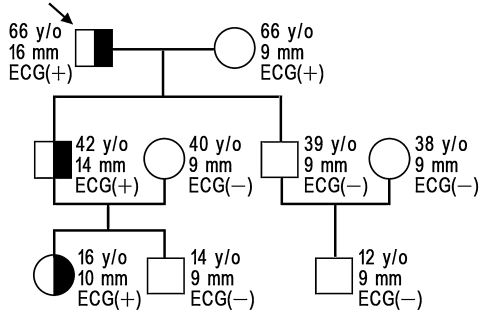 66 y/o
16 mm
ECG(+)
66 y/o
9 mm
ECG(+)
42 y/o
14 mm
ECG(+)
40 y/o
9 mm
ECG(−)
39 y/o
9 mm
ECG(−)
38 y/o
9 mm
ECG(−)
16 y/o
10 mm
ECG(+)
14 y/o
9 mm
ECG(−)
12 y/o
9 mm
ECG(−)